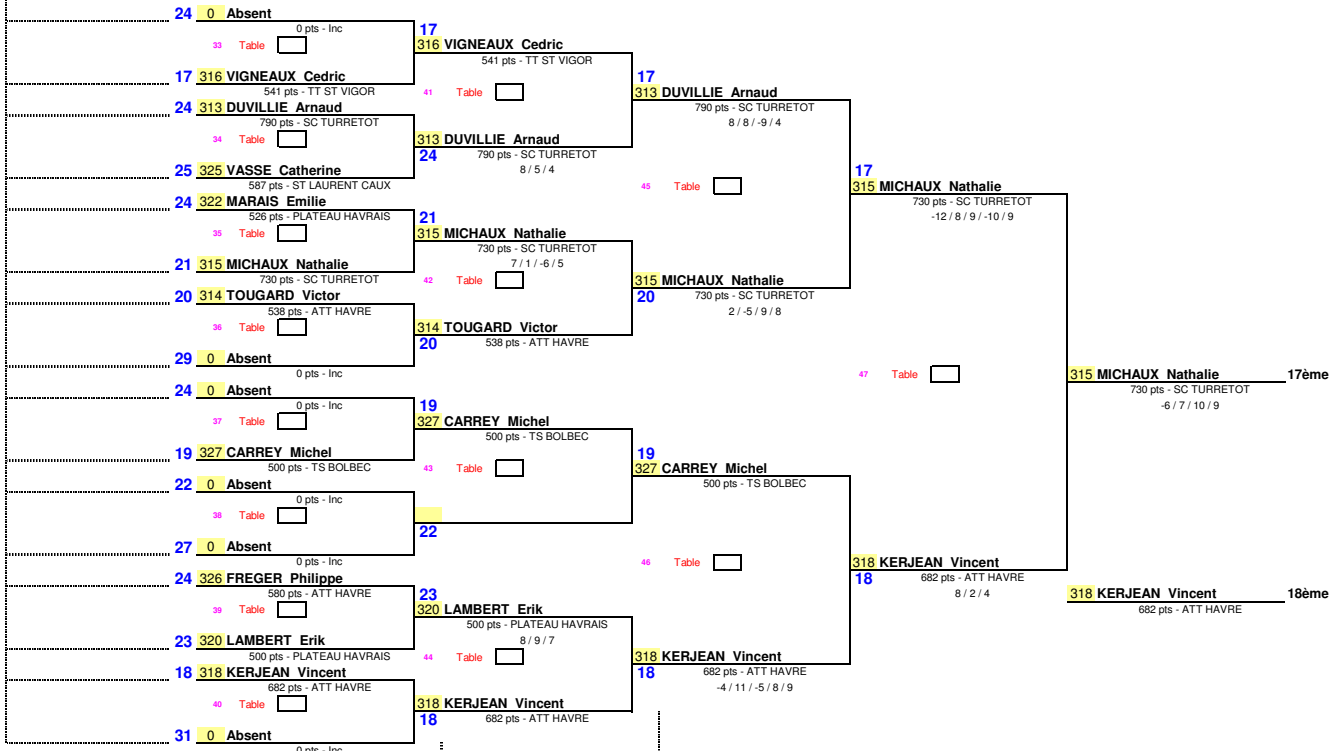 24 0 Absent
0 pts - Inc
17
33 Table
316 VIGNEAUX Cedric
541 pts - TT ST VIGOR
17 316 VIGNEAUX Cedric
17
541 pts - TT ST VIGOR
41 Table
313 DUVILLIE Arnaud
24 313 DUVILLIE Arnaud
790 pts - SC TURRETOT
790 pts - SC TURRETOT
8 / 8 / -9 / 4
34 Table
313 DUVILLIE Arnaud
24
790 pts - SC TURRETOT
25 325 VASSE Catherine
8 / 5 / 4
17
587 pts - ST LAURENT CAUX
45 Table
315 MICHAUX Nathalie
24 322 MARAIS Emilie
730 pts - SC TURRETOT
526 pts - PLATEAU HAVRAIS
21
-12 / 8 / 9 / -10 / 9
35 Table
315 MICHAUX Nathalie
730 pts - SC TURRETOT
21 315 MICHAUX Nathalie
7 / 1 / -6 / 5
730 pts - SC TURRETOT
42 Table
315 MICHAUX Nathalie
20 314 TOUGARD Victor
20
730 pts - SC TURRETOT
538 pts - ATT HAVRE
2 / -5 / 9 / 8
36 Table
314 TOUGARD Victor
20
538 pts - ATT HAVRE
29 0 Absent
0 pts - Inc
47 Table
315 MICHAUX Nathalie 17ème
24 0 Absent
730 pts - SC TURRETOT
0 pts - Inc
19
-6 / 7 / 10 / 9
37 Table
327 CARREY Michel
500 pts - TS BOLBEC
19 327 CARREY Michel
19
500 pts - TS BOLBEC
43 Table
327 CARREY Michel
22 0 Absent
500 pts - TS BOLBEC
0 pts - Inc
38 Table
22
27 0 Absent
0 pts - Inc
46 Table
318 KERJEAN Vincent
24 326 FREGER Philippe
18
682 pts - ATT HAVRE
580 pts - ATT HAVRE
23
8 / 2 / 4
318 KERJEAN Vincent 18ème
39 Table
320 LAMBERT Erik
682 pts - ATT HAVRE
500 pts - PLATEAU HAVRAIS
23 320 LAMBERT Erik
8 / 9 / 7
500 pts - PLATEAU HAVRAIS
44 Table
318 KERJEAN Vincent
18 318 KERJEAN Vincent
18
682 pts - ATT HAVRE
682 pts - ATT HAVRE
-4 / 11 / -5 / 8 / 9
40 Table
318 KERJEAN Vincent
18
682 pts - ATT HAVRE
31 0 Absent
0 pts - Inc